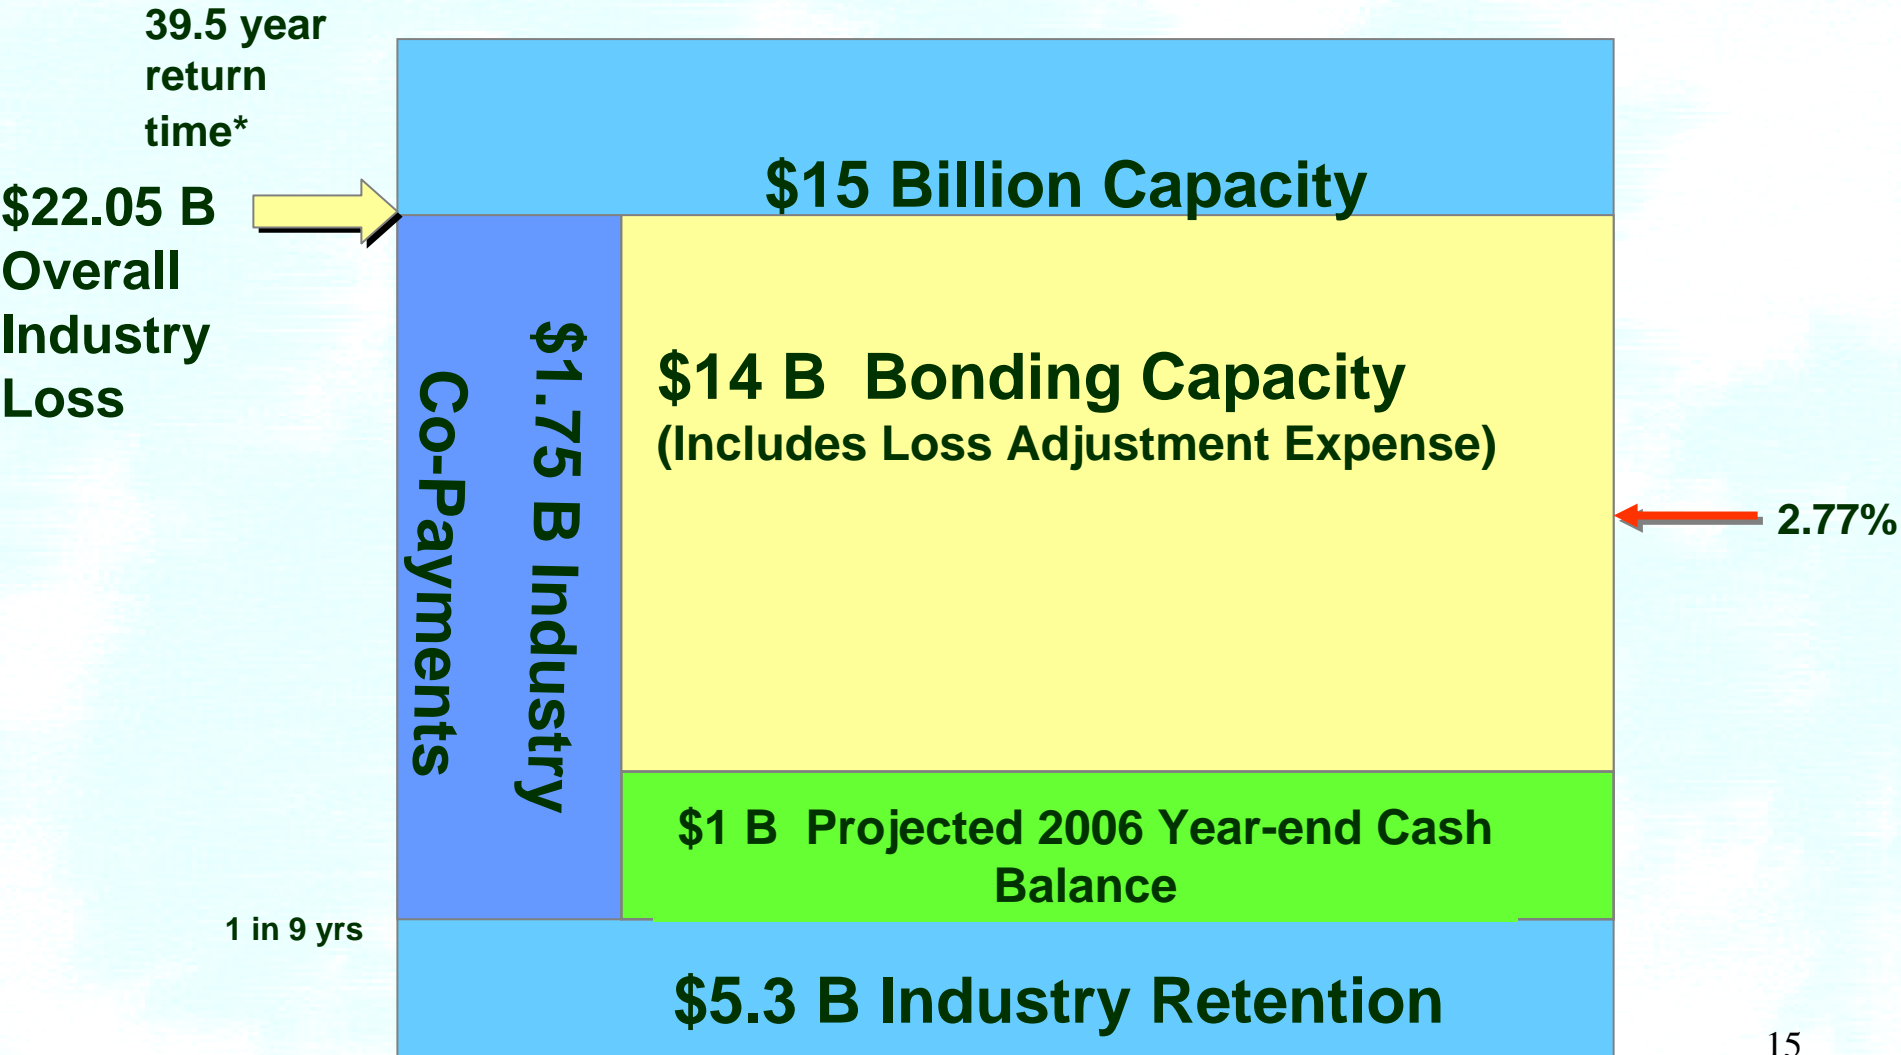 39.5 year
return
time*
$22.05 B
Overall
Industry
Loss
$15 Billion Capacity
$1.75 B Industry
Co-Payments
$14 B  Bonding Capacity
(Includes Loss Adjustment Expense)
2.77%
$1 B  Projected 2006 Year-end Cash
Balance
1 in 9 yrs
$5.3 B Industry Retention
15